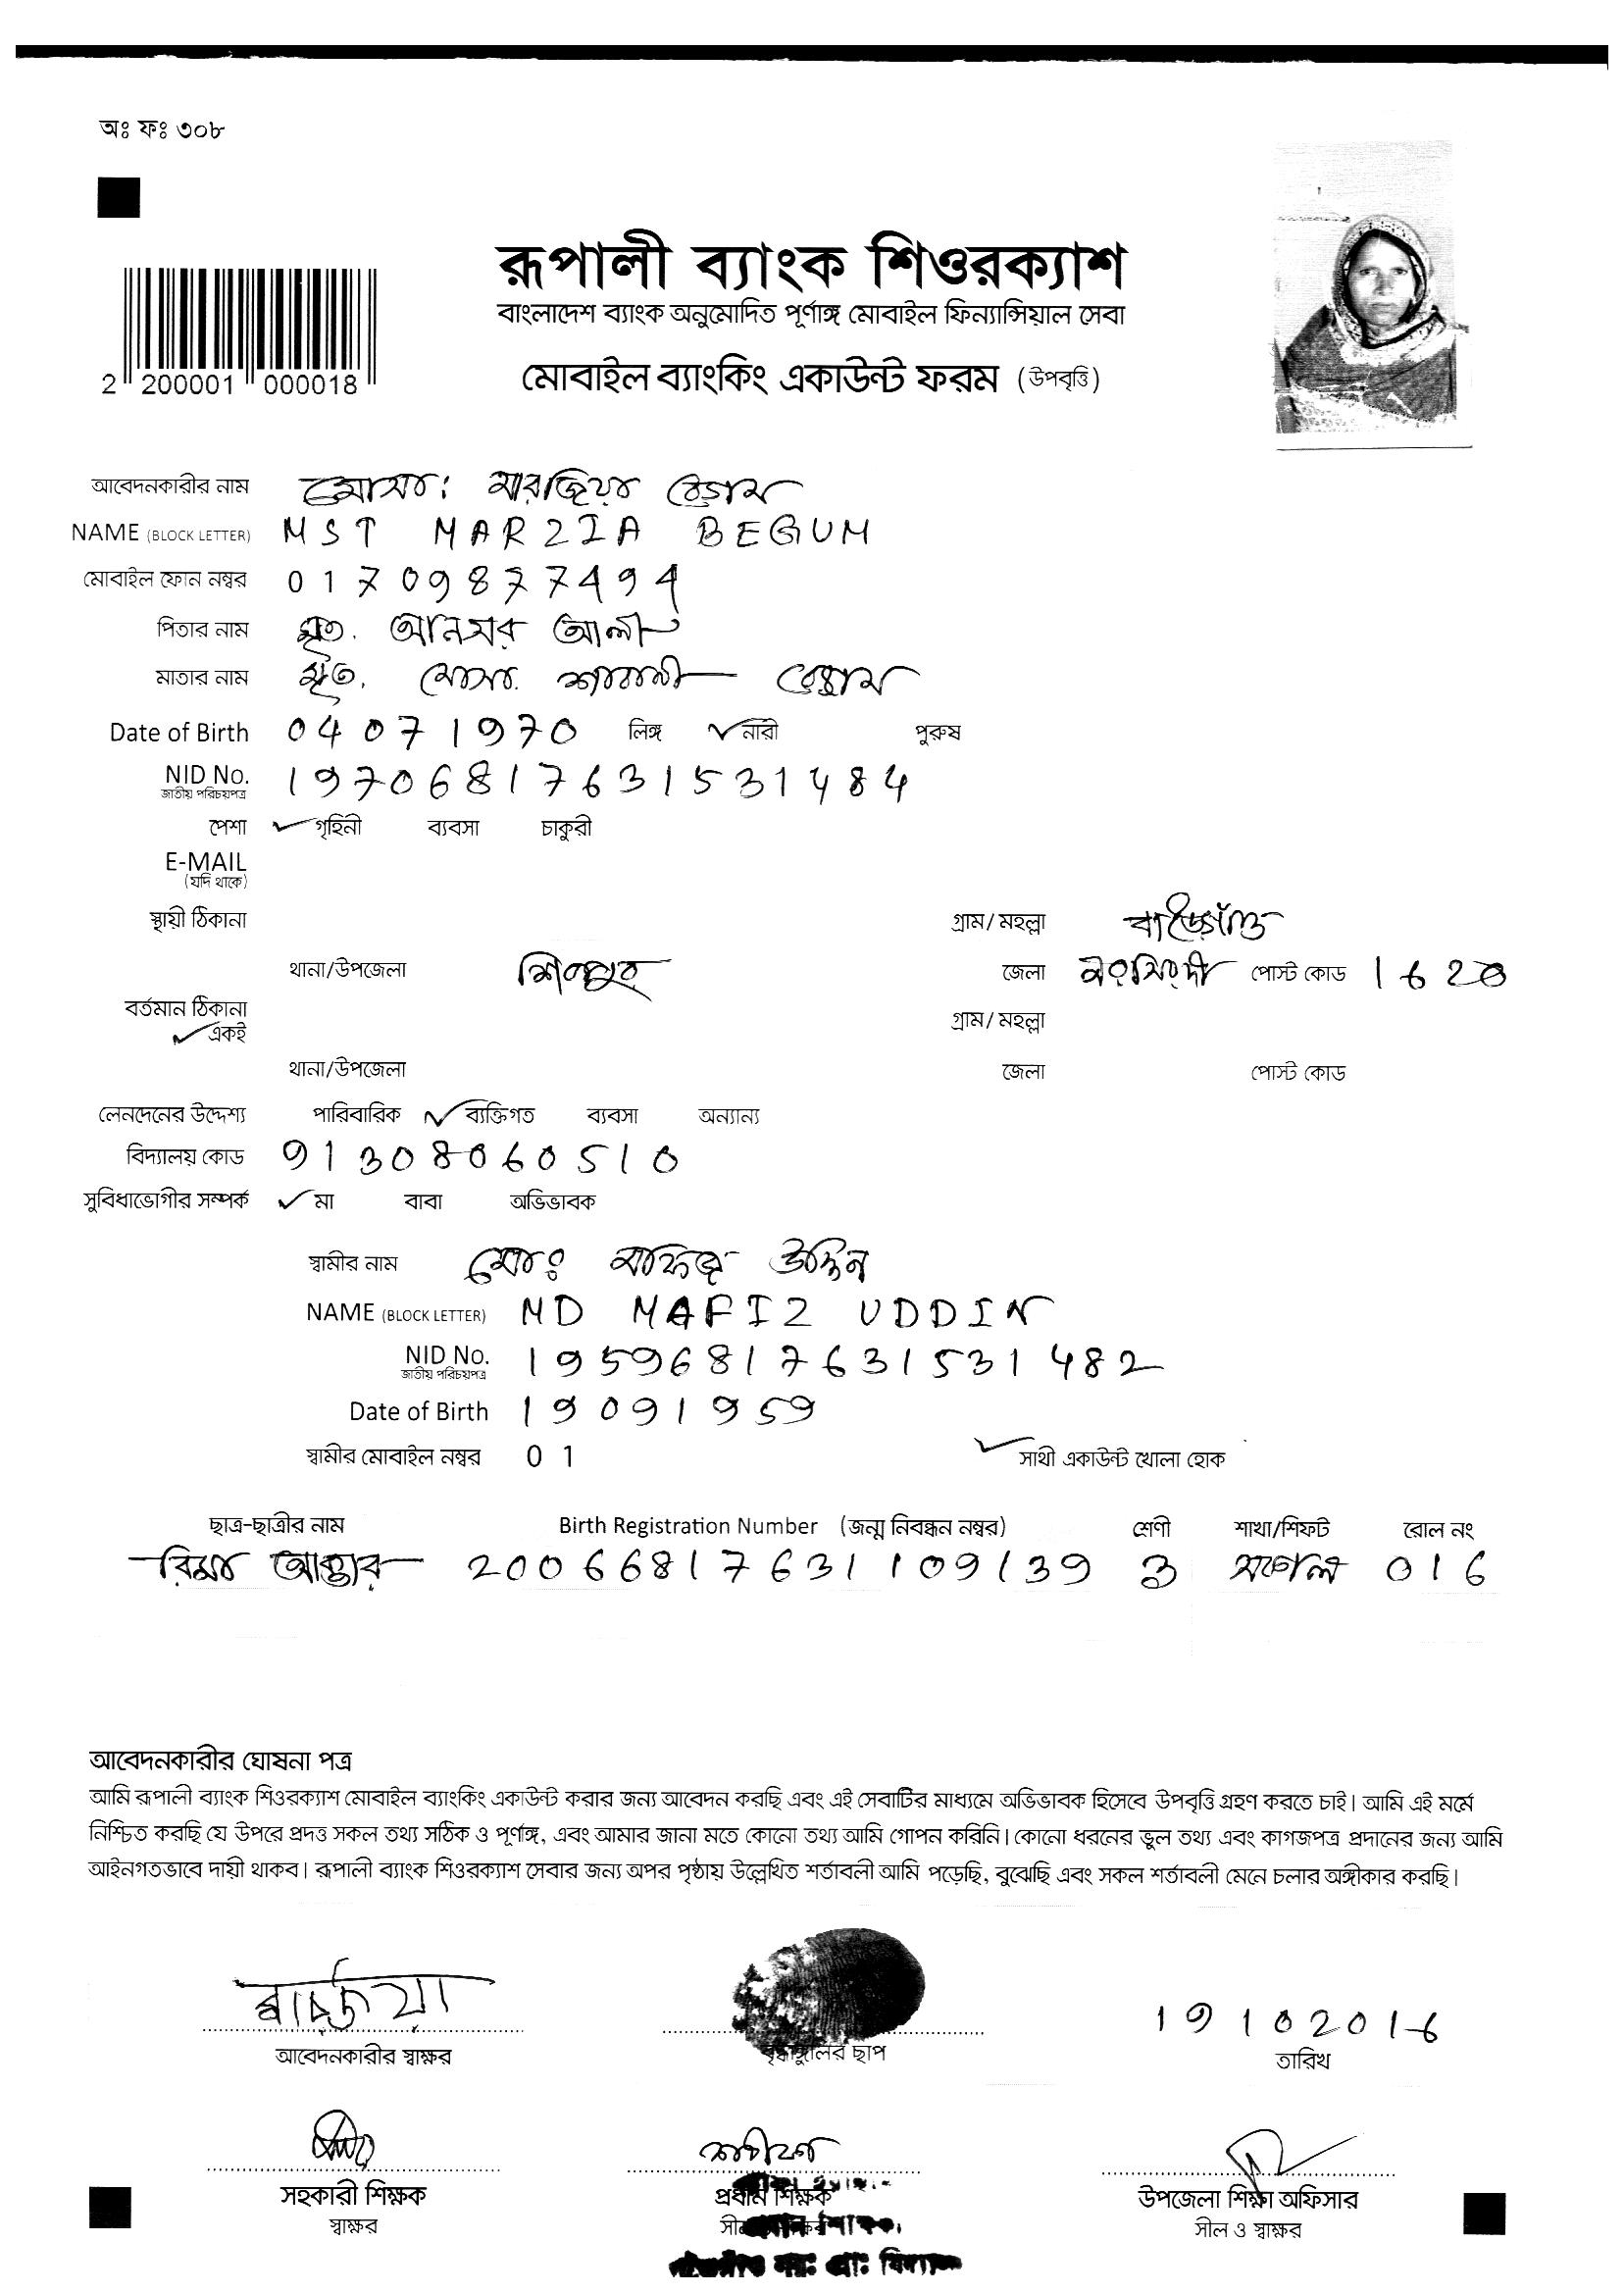 অঃ ফঃ ৩০৮
রূপালী ব্যাংক শিওরক্যাশ
বাংলাদেশ ব্যাংক অনুমোদিত পূর্ণাঙ্গ মোবাইল ফিন্যান্সিয়াল সেবা
মোবাইল ব্যাংকিং একাউন্ট ফরম (উপবৃত্তি)
2 200001 000018
আবেদনকারীর নাম মোসা: মারজিয়া বেগম
NAME (BLOCK LETTER) MST MARZIA BEGUM
মোবাইল ফোন নম্বর 01709877494
পিতার নাম মৃত. আনসার আলী
মাতার নাম মৃত. মোসা. বেগম
Date of Birth 04071970 লিঙ্গ নারী পুরুষ
NID No. 19706817631531484
জাতীয় পরিচয়পত্র
পেশা গৃহিনী ব্যবসা চাকুরী
E-MAIL
(যদি থাকে)
স্থায়ী ঠিকানা গ্রাম/ মহল্লা
থানা/উপজেলা শিবপুর জেলা নরসিংদী পোস্ট কোড 1620
বর্তমান ঠিকানা
একই গ্রাম/ মহল্লা
থানা/উপজেলা জেলা পোস্ট কোড
লেনদেনের উদ্দেশ্য পারিবারিক ব্যক্তিগত ব্যবসা অন্যান্য
বিদ্যালয় কোড 91308060510
সুবিধাভোগীর সম্পর্ক মা বাবা অভিভাবক
স্বামীর নাম মোঃ মাফিজ উদ্দিন
NAME (BLOCK LETTER) MD MAFIZ UDDIN
NID No. 19596817631531482
জাতীয় পরিচয়পত্র
Date of Birth 19091959
স্বামীর মোবাইল নম্বর 01 সাথী একাউন্ট খোলা হোক
ছাত্র-ছাত্রীর নাম Birth Registration Number (জন্ম নিবন্ধন নম্বর) শ্রেণী শাখা/শিফট রোল নং
রিমা আক্তার 20066817631109139 3 সকাল 016
আবেদনকারীর ঘোষনা পত্র
আমি রূপালী ব্যাংক শিওরক্যাশ মোবাইল ব্যাংকিং একাউন্ট করার জন্য আবেদন করছি এবং এই সেবাটির মাধ্যমে অভিভাবক হিসেবে উপবৃত্তি গ্রহণ করতে চাই। আমি এই মর্মে
নিশ্চিত করছি যে উপরে প্রদত্ত সকল তথ্য সঠিক ও পূর্ণাঙ্গ, এবং আমার জানা মতে কোনো তথ্য আমি গোপন করিনি। কোনো ধরনের ভুল তথ্য এবং কাগজপত্র প্রদানের জন্য আমি
আইনগতভাবে দায়ী থাকব। রূপালী ব্যাংক শিওরক্যাশ সেবার জন্য অপর পৃষ্ঠায় উল্লেখিত শর্তাবলী আমি পড়েছি, বুঝেছি এবং সকল শর্তাবলী মেনে চলার অঙ্গীকার করছি।
মার্জিয়া 19102016
আবেদনকারীর স্বাক্ষর বৃদ্ধাঙ্গুলির ছাপ তারিখ
সহকারী শিক্ষক প্রধান শিক্ষক উপজেলা শিক্ষা অফিসার
স্বাক্ষর সীল ও স্বাক্ষর